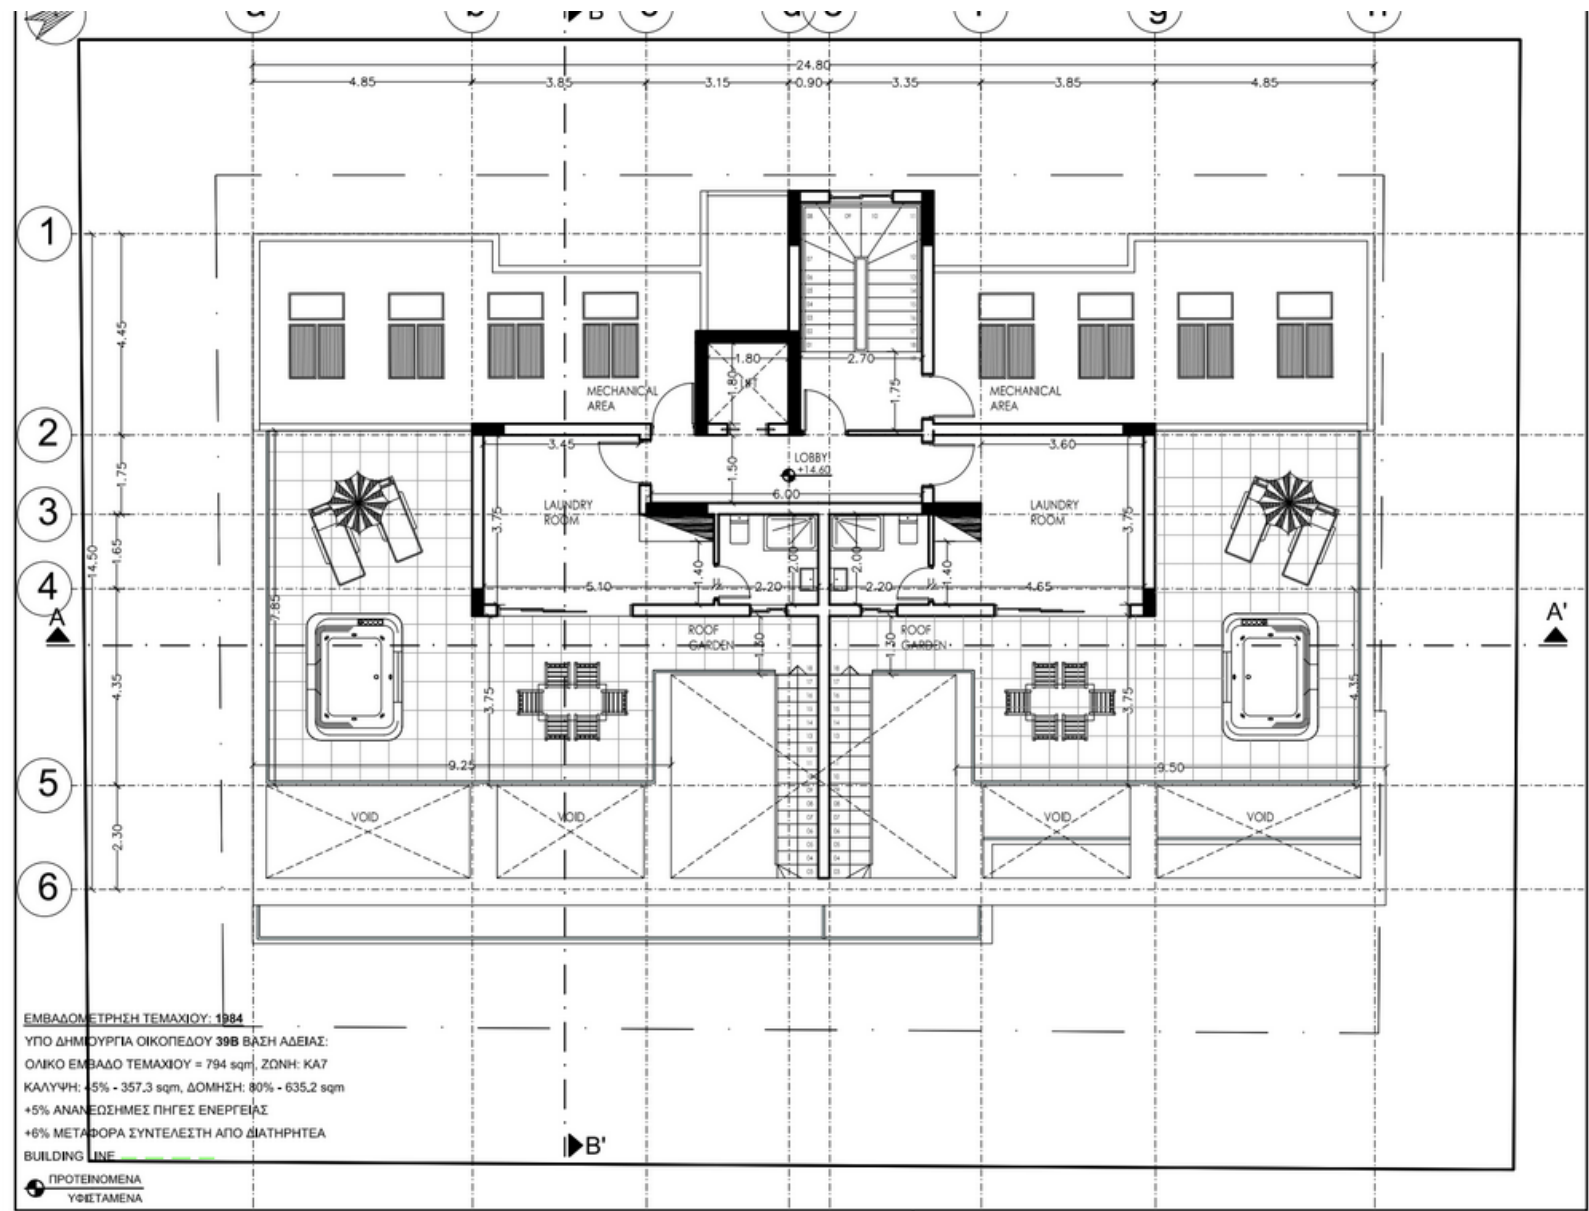 B
24.80
4.85
3.85
3.15
0.90
3.35
3.85
4.85
1
4.45
MECHANICAL
AREA
1.80
1.80
2.70
1.75
MECHANICAL
AREA
2
3.45
3.60
1.75
1.50
LOBBY
+14.60
6.00
3
LAUNDRY
ROOM
3.75
LAUNDRY
ROOM
3.75
14.50
1.65
2.00
2.00
1.40
1.40
4
5.10
2.20
2.20
4.65
7.85
A
A'
ROOF
GARDEN
1.30
ROOF
GARDEN
1.30
4.35
3.75
3.75
4.35
9.25
9.50
5
VOID
VOID
VOID
VOID
2.30
6
ΕΜΒΑΔΟΜΕΤΡΗΣΗ ΤΕΜΑΧΙΟΥ: 1984
ΥΠΟ ΔΗΜΙΟΥΡΓΙΑ ΟΙΚΟΠΕΔΟΥ 39Β ΒΑΣΗ ΑΔΕΙΑΣ:
ΟΛΙΚΟ ΕΜΒΑΔΟ ΤΕΜΑΧΙΟΥ = 794 sqm, ΖΩΝΗ: ΚΑ7
ΚΑΛΥΨΗ: 45% - 357,3 sqm, ΔΟΜΗΣΗ: 80% - 635,2 sqm
+5% ΑΝΑΝΕΩΣΗΜΕΣ ΠΗΓΕΣ ΕΝΕΡΓΕΙΑΣ
+6% ΜΕΤΑΦΟΡΑ ΣΥΝΤΕΛΕΣΤΗ ΑΠΟ ΔΙΑΤΗΡΗΤΕΑ
BUILDING LINE
B'
ΠΡΟΤΕΙΝΟΜΕΝΑ
ΥΦΙΣΤΑΜΕΝΑ